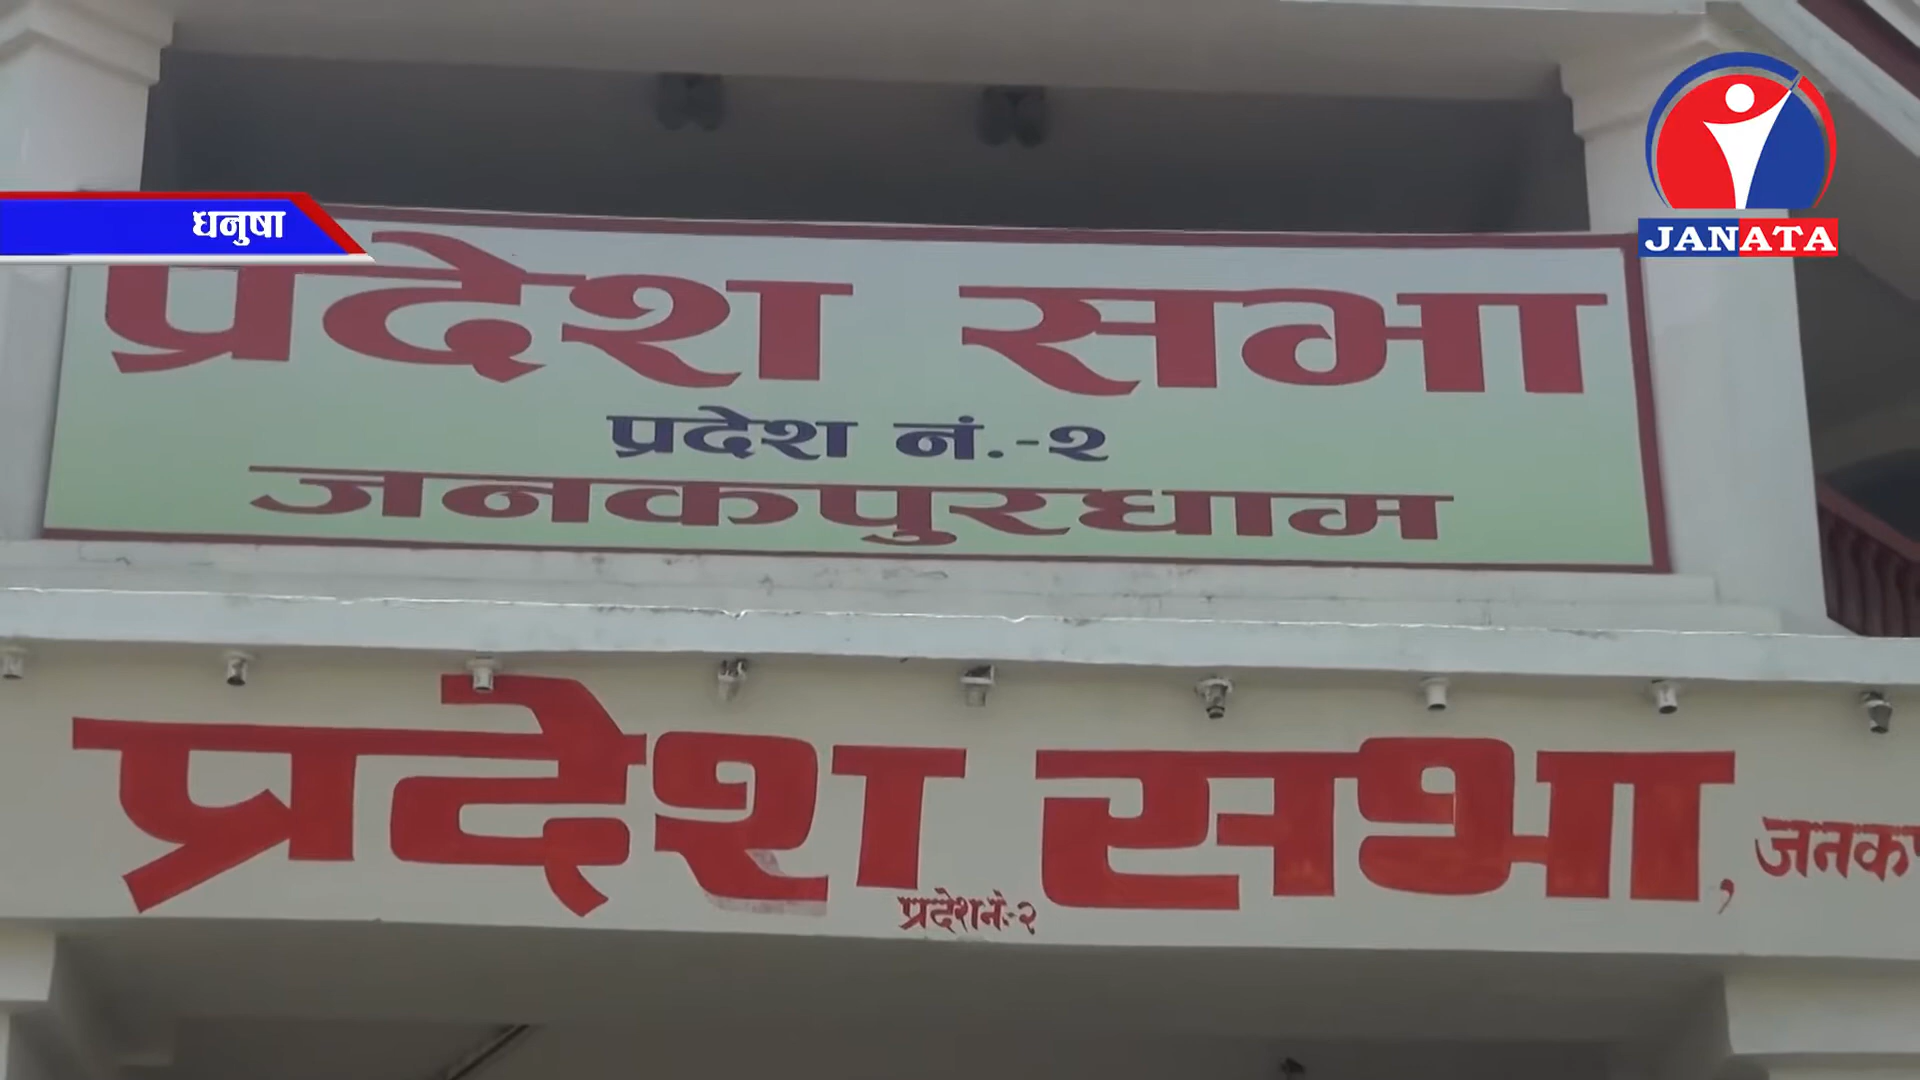 JANATA
धनुषा
प्रदेश सभा
प्रदेश नं.-२
जनकपुरधाम
प्रदेश सभा,
प्रदेश नं-२